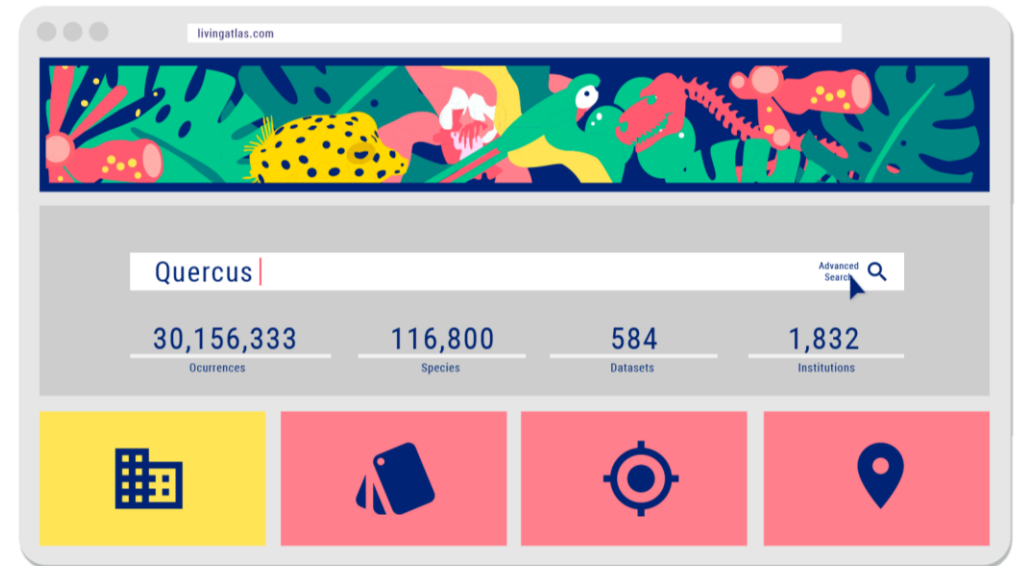 livingatlas.com
Quercus
Advanced
Search
30,156,333
116,800
584
1,832
Ocurrences
Species
Datasets
Institutions